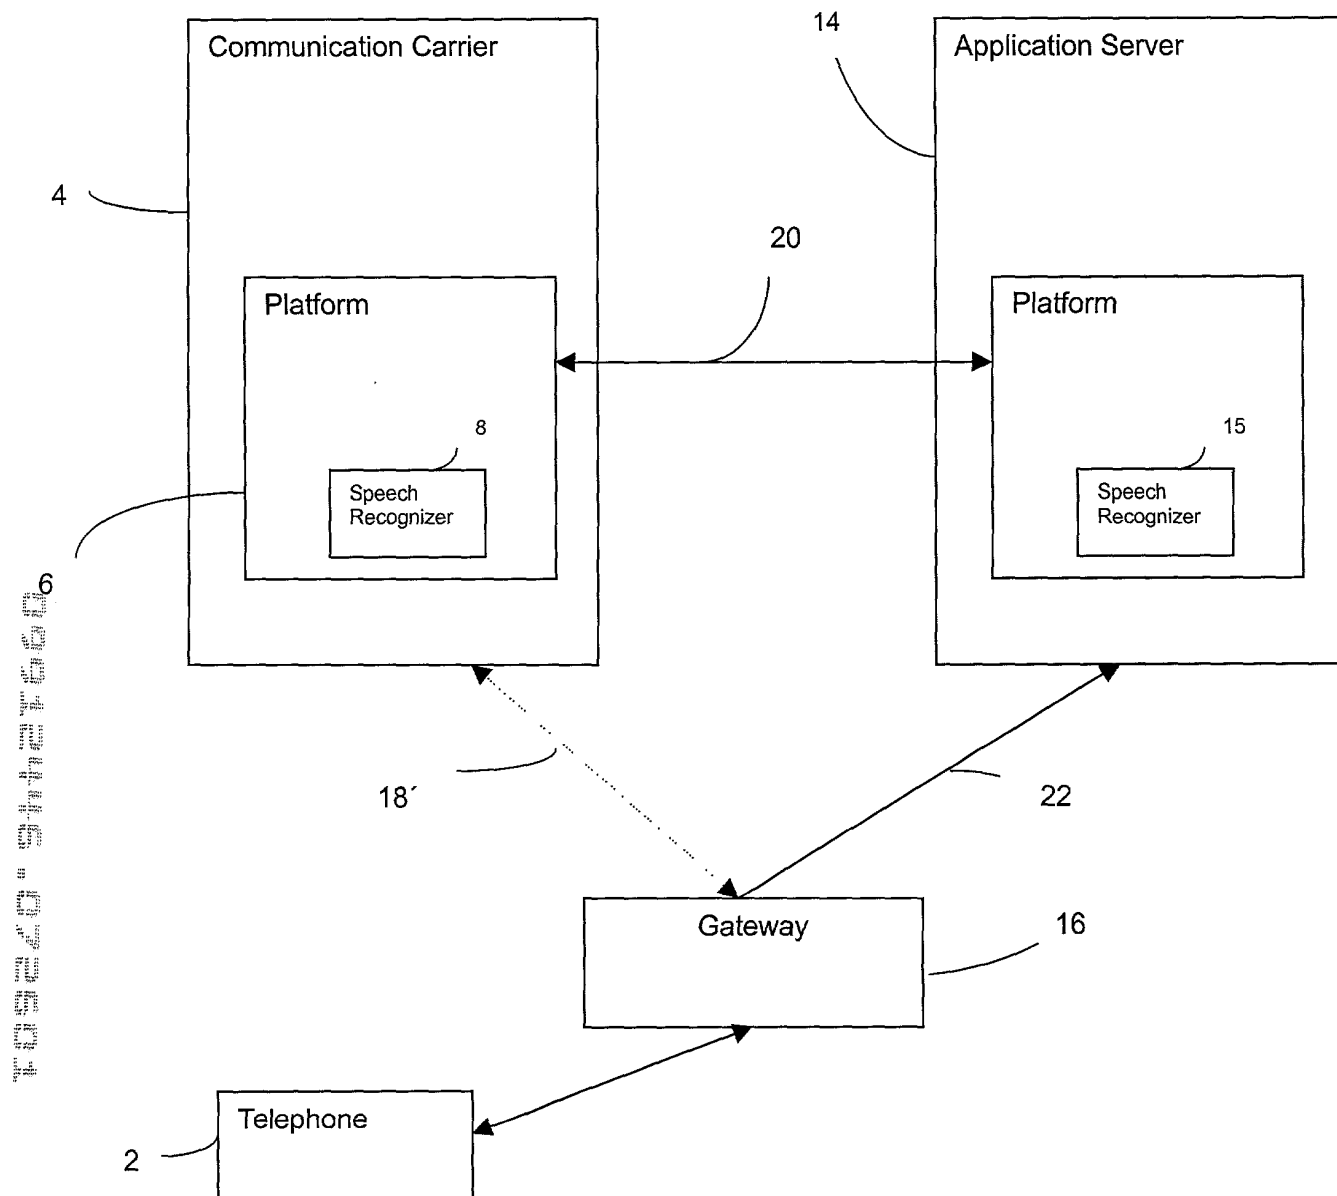 14
Communication Carrier
Application Server
4
20
Platform
Platform
8
15
Speech
Recognizer
Speech
Recognizer
6
18´
22
Gateway
16
Telephone
2